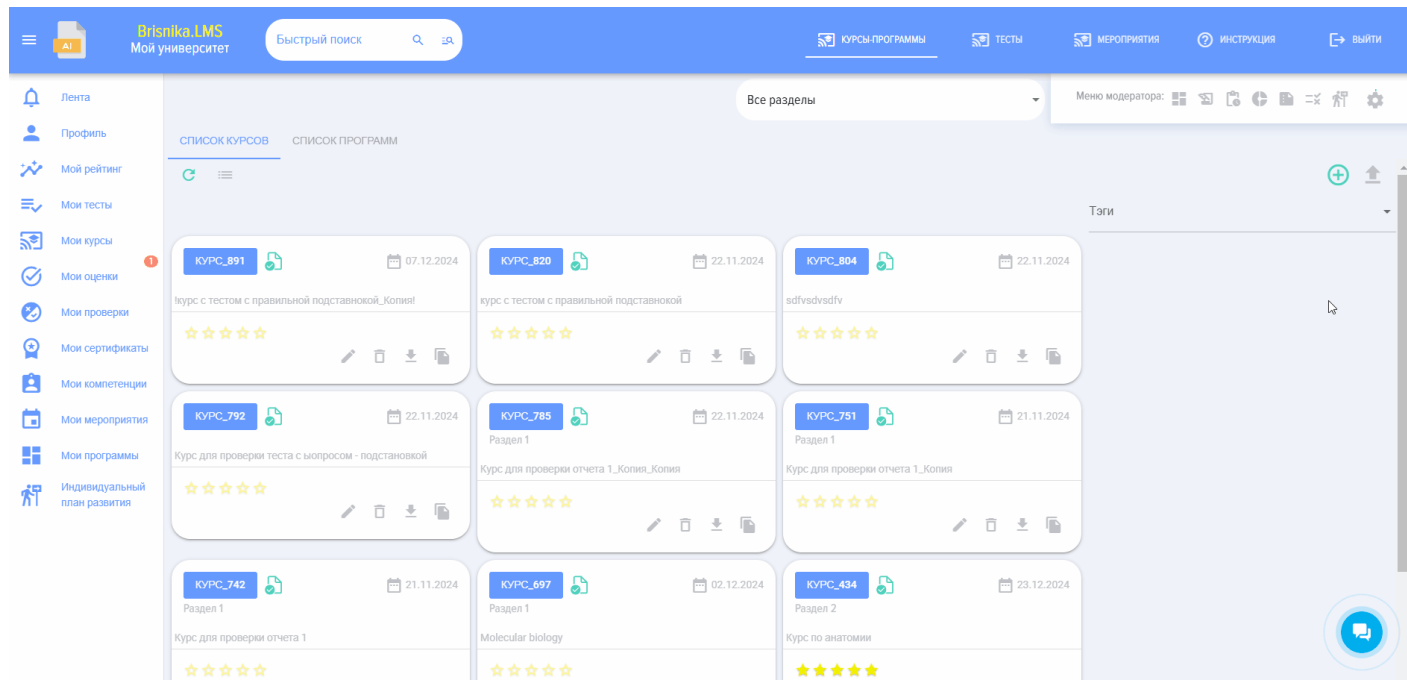 AI
Brisnika.LMS
Мой университет
Быстрый поиск
КУРСЫ-ПРОГРАММЫ
ТЕСТЫ
МЕРОПРИЯТИЯ
ИНСТРУКЦИЯ
ВЫЙТИ
Лента
Профиль
Мой рейтинг
Мои тесты
Мои курсы
1
Мои оценки
Мои проверки
Мои сертификаты
Мои компетенции
Мои мероприятия
Мои программы
Индивидуальный
план развития
Все разделы
Меню модератора:
СПИСОК КУРСОВ СПИСОК ПРОГРАММ
Тэги
КУРС_891 07.12.2024
!курс с тестом с правильной подставнокой_Копия!
КУРС_820 22.11.2024
курс с тестом с правильной подставнокой
КУРС_804 22.11.2024
sdfvsdvsdfv
КУРС_792 22.11.2024
Курс для проверки теста с ыопросом - подстановкой
КУРС_785 22.11.2024
Раздел 1
Курс для проверки отчета 1_Копия_Копия
КУРС_751 21.11.2024
Раздел 1
Курс для проверки отчета 1_Копия
КУРС_742 21.11.2024
Раздел 1
Курс для проверки отчета 1
КУРС_697 02.12.2024
Раздел 1
Molecular biology
КУРС_434 23.12.2024
Раздел 2
Курс по анатомии